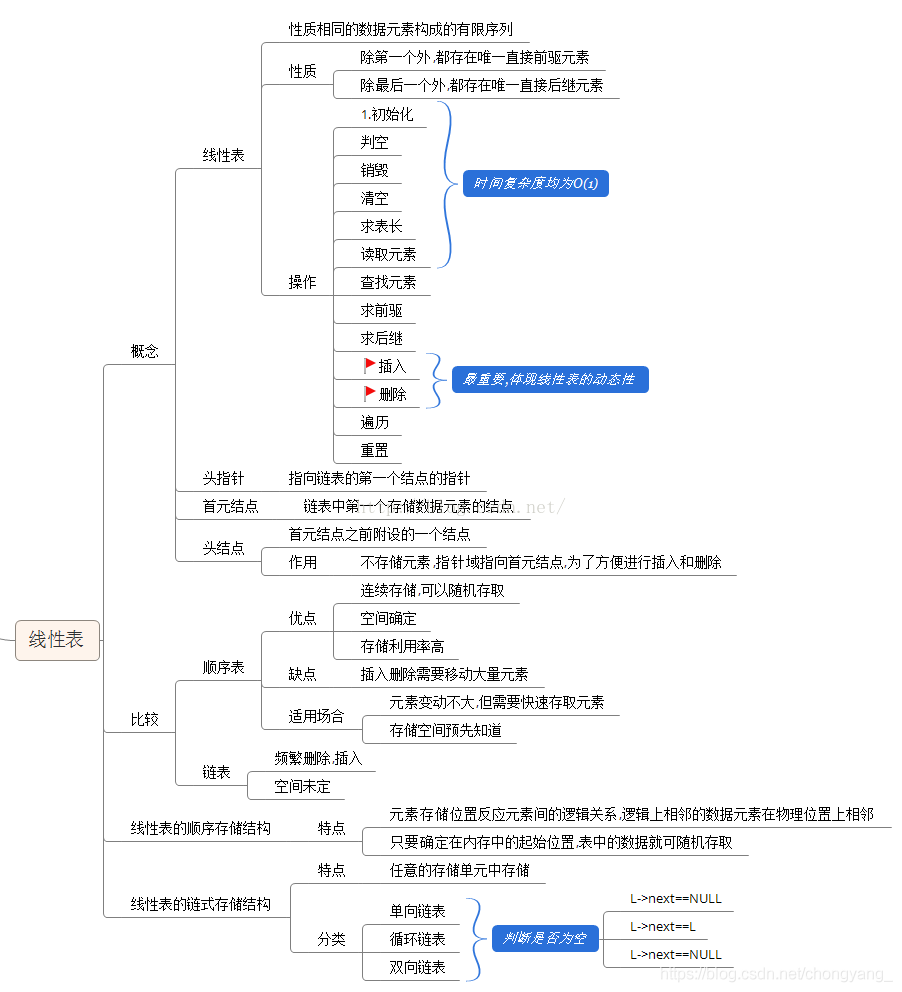 性质相同的数据元素构成的有限序列
除第一个外,都存在唯一直接前驱元素
性质
除最后一个外,都存在唯一直接后继元素
1.初始化
判空
线性表
销毁
时间复杂度均为O(1)
清空
求表长
读取元素
操作
查找元素
求前驱
求后继
概念
插入
最重要,体现线性表的动态性
删除
遍历
重置
头指针
指向链表的第一个结点的指针
首元结点
链表中第一个存储数据元素的结点
首元结点之前附设的一个结点
头结点
作用
不存储元素,指针域指向首元结点,为了方便进行插入和删除
连续存储,可以随机存取
优点
空间确定
线性表
存储利用率高
顺序表
缺点
插入删除需要移动大量元素
元素变动不大,但需要快速存取元素
适用场合
比较
存储空间预先知道
频繁删除,插入
链表
空间未定
元素存储位置反应元素间的逻辑关系,逻辑上相邻的数据元素在物理位置上相邻
线性表的顺序存储结构
特点
只要确定在内存中的起始位置,表中的数据就可随机存取
特点
任意的存储单元中存储
线性表的链式存储结构
L->next==NULL
单向链表
L->next==L
分类
循环链表
判断是否为空
L->next==NULL
双向链表
https://blog.csdn.net/chongyang_